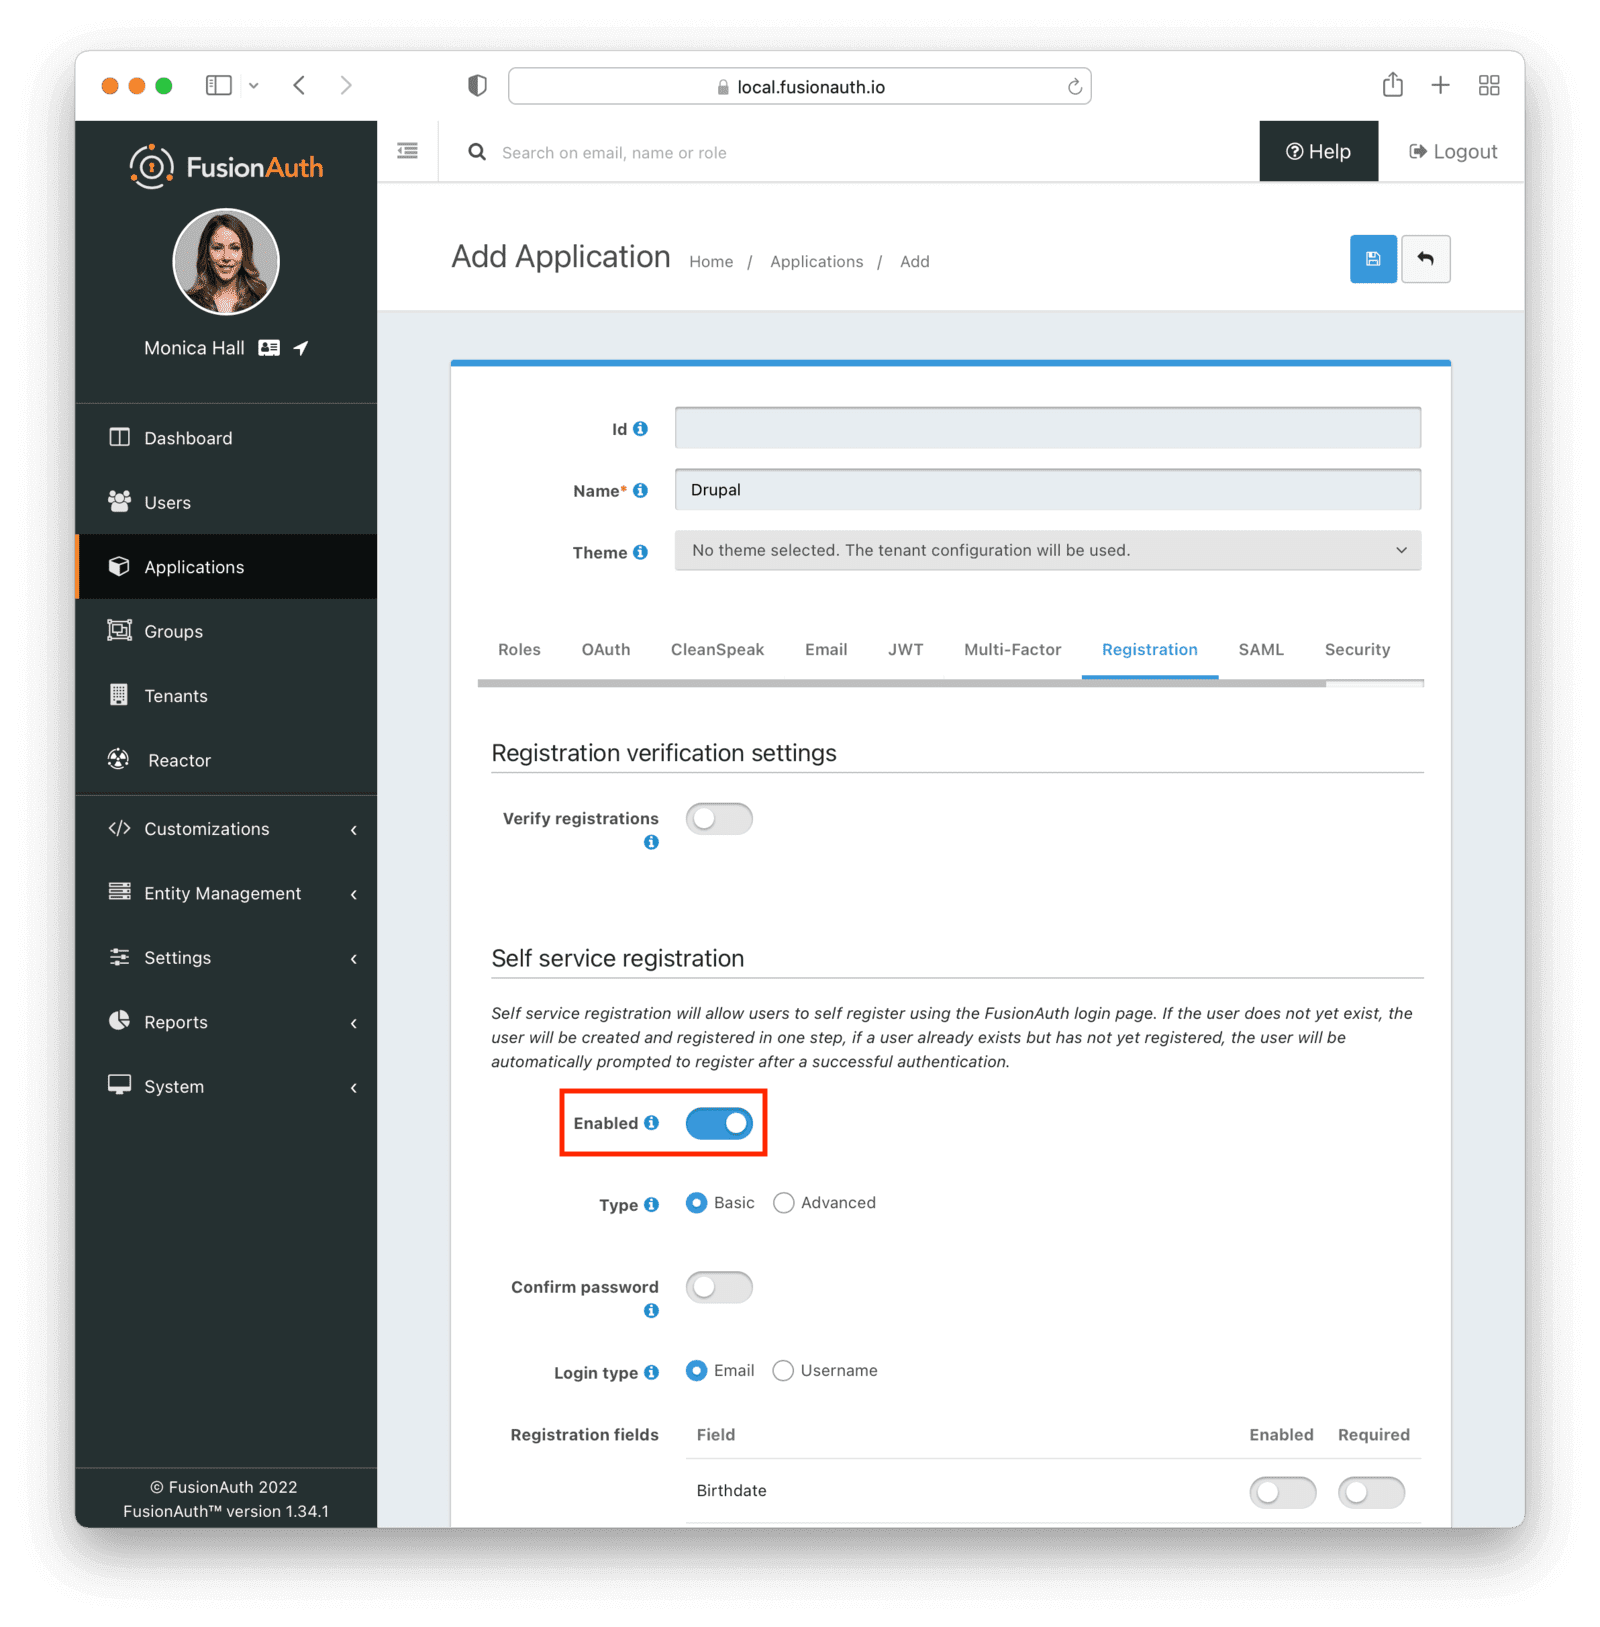 local.fusionauth.io
FusionAuth
Search on email, name or role
Help
Logout
Monica Hall
Add Application
Home / Applications / Add
Dashboard
Users
Applications
Groups
Tenants
Reactor
Customizations
Entity Management
Settings
Reports
System
© FusionAuth 2022
FusionAuth™ version 1.34.1
Id
Name* Drupal
Theme No theme selected. The tenant configuration will be used.
Roles OAuth CleanSpeak Email JWT Multi-Factor Registration SAML Security
Registration verification settings
Verify registrations
Self service registration
Self service registration will allow users to self register using the FusionAuth login page. If the user does not yet exist, the
user will be created and registered in one step, if a user already exists but has not yet registered, the user will be
automatically prompted to register after a successful authentication.
Enabled
Type Basic Advanced
Confirm password
Login type Email Username
Registration fields Field Enabled Required
Birthdate